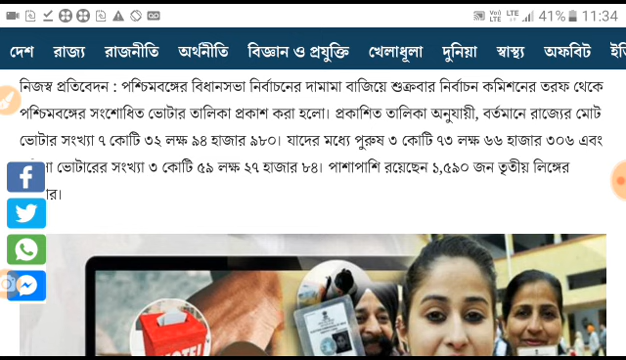 41% 11:34
দেশ রাজ্য রাজনীতি অর্থনীতি বিজ্ঞান ও প্রযুক্তি খেলাধূলা দুনিয়া স্বাস্থ্য অফবিট
নিজস্ব প্রতিবেদন : পশ্চিমবঙ্গের বিধানসভা নির্বাচনের দামামা বাজিয়ে শুক্রবার নির্বাচন কমিশনের তরফ থেকে
পশ্চিমবঙ্গের সংশোধিত ভোটার তালিকা প্রকাশ করা হলো। প্রকাশিত তালিকা অনুযায়ী, বর্তমানে রাজ্যের মোট
ভোটার সংখ্যা ৭ কোটি ৩২ লক্ষ ৯৪ হাজার ৯৮০। যাদের মধ্যে পুরুষ ৩ কোটি ৭৩ লক্ষ ৬৬ হাজার ৩০৬ এবং
ভোটারের সংখ্যা ৩ কোটি ৫৯ লক্ষ ২৭ হাজার ৮৪। পাশাপাশি রয়েছেন ১,৫৯০ জন তৃতীয় লিঙ্গের